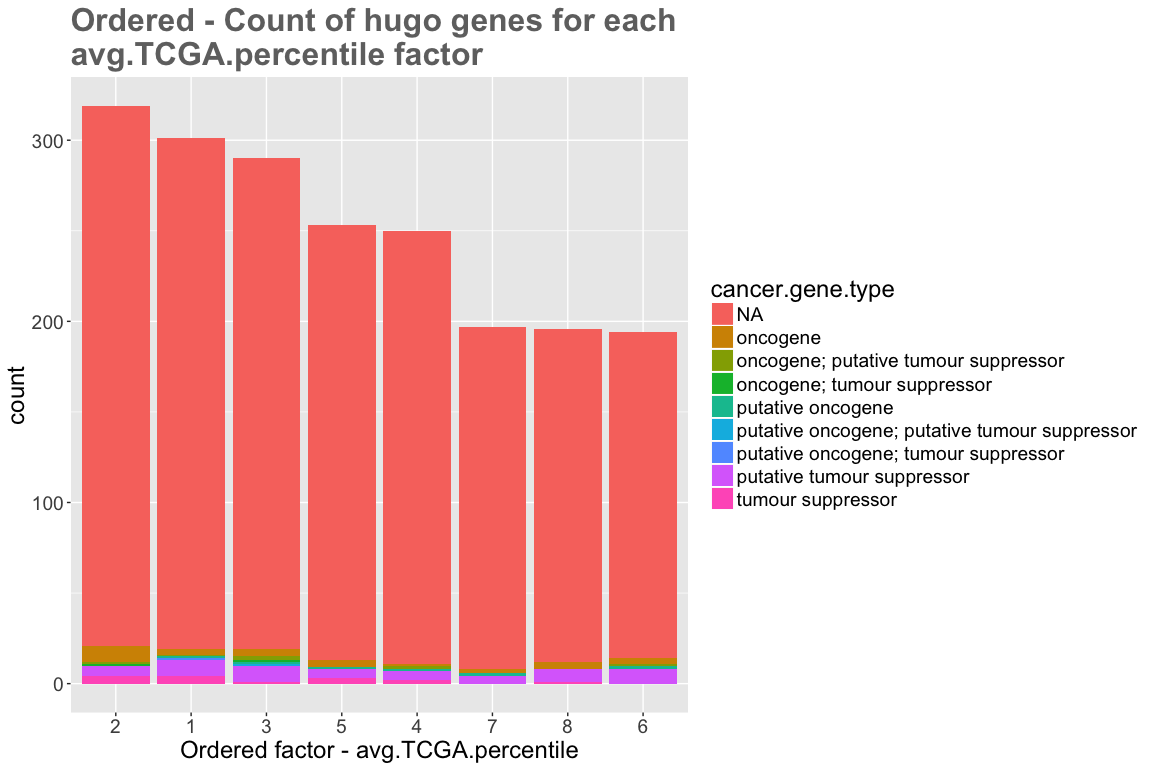 Ordered - Count of hugo genes for each
avg.TCGA.percentile factor
300
200
100
0
count
2 1 3 5 4 7 8 6
Ordered factor - avg.TCGA.percentile
cancer.gene.type
NA
oncogene
oncogene; putative tumour suppressor
oncogene; tumour suppressor
putative oncogene
putative oncogene; putative tumour suppressor
putative oncogene; tumour suppressor
putative tumour suppressor
tumour suppressor